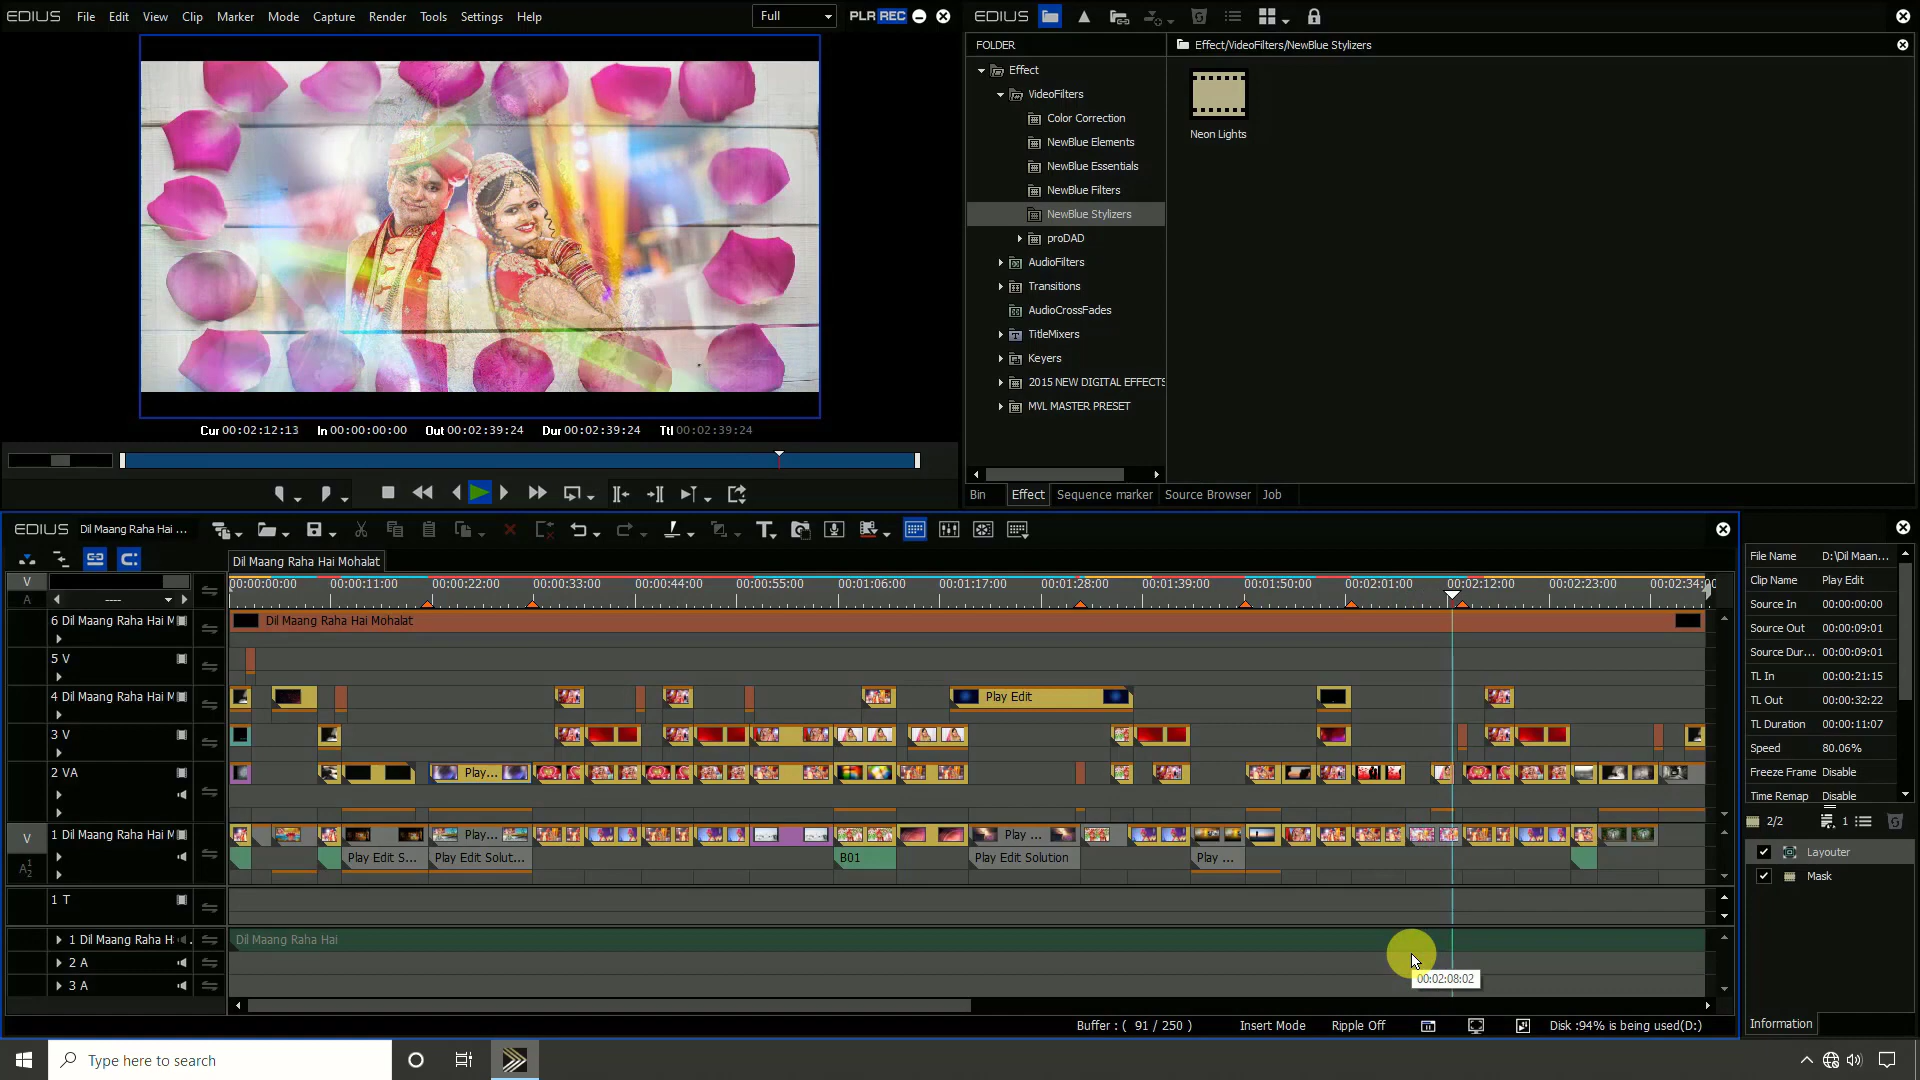 EDIUS File Edit View Clip Marker Mode Capture Render Tools Settings Help Full PLR REC
EDIUS
FOLDER
Effect/VideoFilters/NewBlue Stylizers
Effect
VideoFilters
Color Correction
NewBlue Elements
NewBlue Essentials
NewBlue Filters
NewBlue Stylizers
proDAD
AudioFilters
Transitions
AudioCrossFades
TitleMixers
Keyers
2015 NEW DIGITAL EFFECTS
MVL MASTER PRESET
Neon Lights
Cur 00:02:12:13 In 00:00:00:00 Out 00:02:39:24 Dur 00:02:39:24 Ttl 00:02:39:24
Bin Effect Sequence marker Source Browser Job
EDIUS Dil Maang Raha Hai ...
Dil Maang Raha Hai Mohalat
00:00:00:00 00:00:11:00 00:00:22:00 00:00:33:00 00:00:44:00 00:00:55:00 00:01:06:00 00:01:17:00 00:01:28:00 00:01:39:00 00:01:50:00 00:02:01:00 00:02:12:00 00:02:23:00 00:02:34:00
V
A ----
6 Dil Maang Raha Hai M Dil Maang Raha Hai Mohalat
5 V
4 Dil Maang Raha Hai M Play Edit
3 V
2 VA Play...
V 1 Dil Maang Raha Hai M Play... Play ...
A12 Play Edit S... Play Edit Solut... B01 Play Edit Solution Play ...
1 T
1 Dil Maang Raha H Dil Maang Raha Hai
2 A
3 A
00:02:08:02
Buffer : ( 91 / 250 ) Insert Mode Ripple Off Disk :94% is being used(D:)
File Name D:\Dil Maan...
Clip Name Play Edit
Source In 00:00:00:00
Source Out 00:00:09:01
Source Dur... 00:00:09:01
TL In 00:00:21:15
TL Out 00:00:32:22
TL Duration 00:00:11:07
Speed 80.06%
Freeze Frame Disable
Time Remap Disable
2/2 1
Layouter
Mask
Information
Type here to search